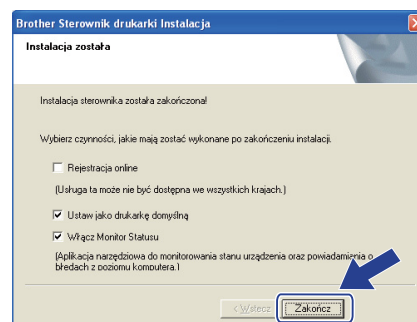 Brother Sterownik drukarki Instalacja
Instalacja została
Instalacja sterownika została zakończona!
Wybierz czynności, jakie mają zostać wykonane po zakończeniu instalacji.
Rejestracja online
(Usługa ta może nie być dostępna we wszystkich krajach.)
Ustaw jako drukarkę domyślną
Włącz Monitor Statusu
(Aplikacja narzędziowa do monitorowania stanu urządzenia oraz powiadamiania o
błedach z poziomu komputera.)
< Wstecz
Zakończ